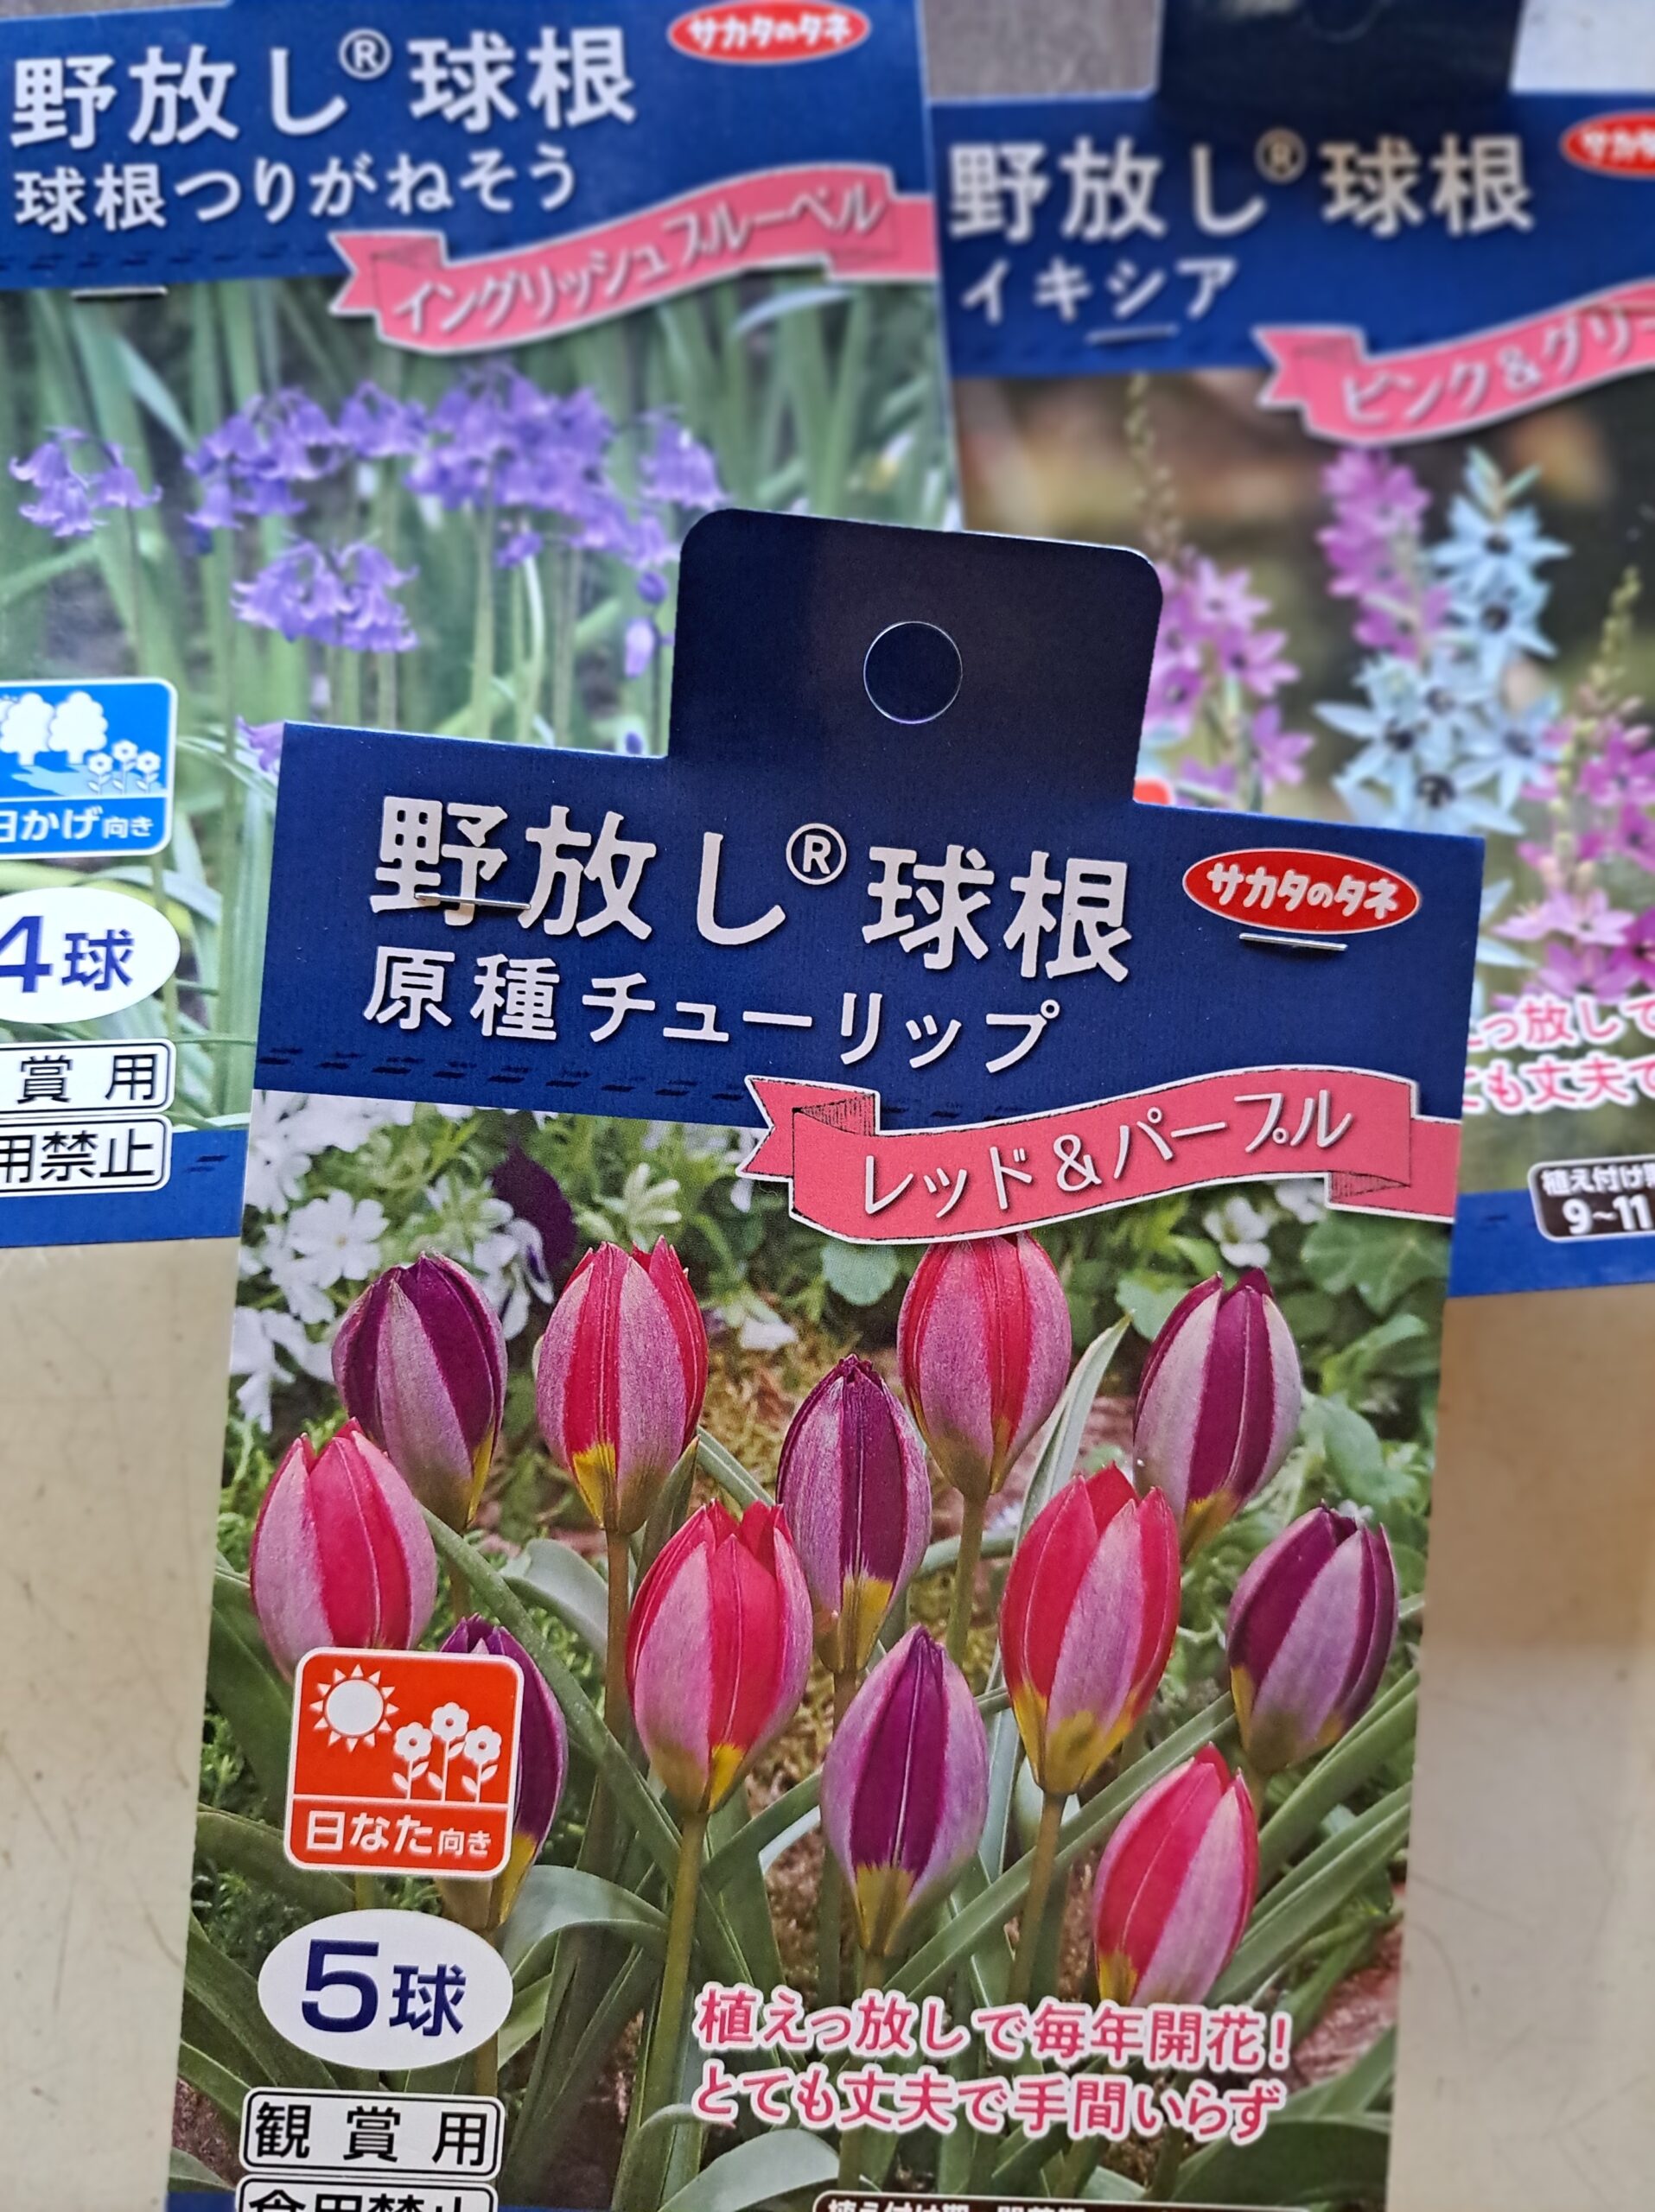 サカタのタネ
野放し®球根
球根つりがねそう
イングリッシュブルーベル
日かげ向き
4球
賞用
用禁止
野放し®球根
イキシア
ピンク&グリー
っ放しで
も丈夫で
植え付け期
9~11
野放し®球根
サカタのタネ
原種チューリップ
レッド&パープル
日なた向き
5球
植えっ放しで毎年開花!
とても丈夫で手間いらず
観賞用
食用禁止